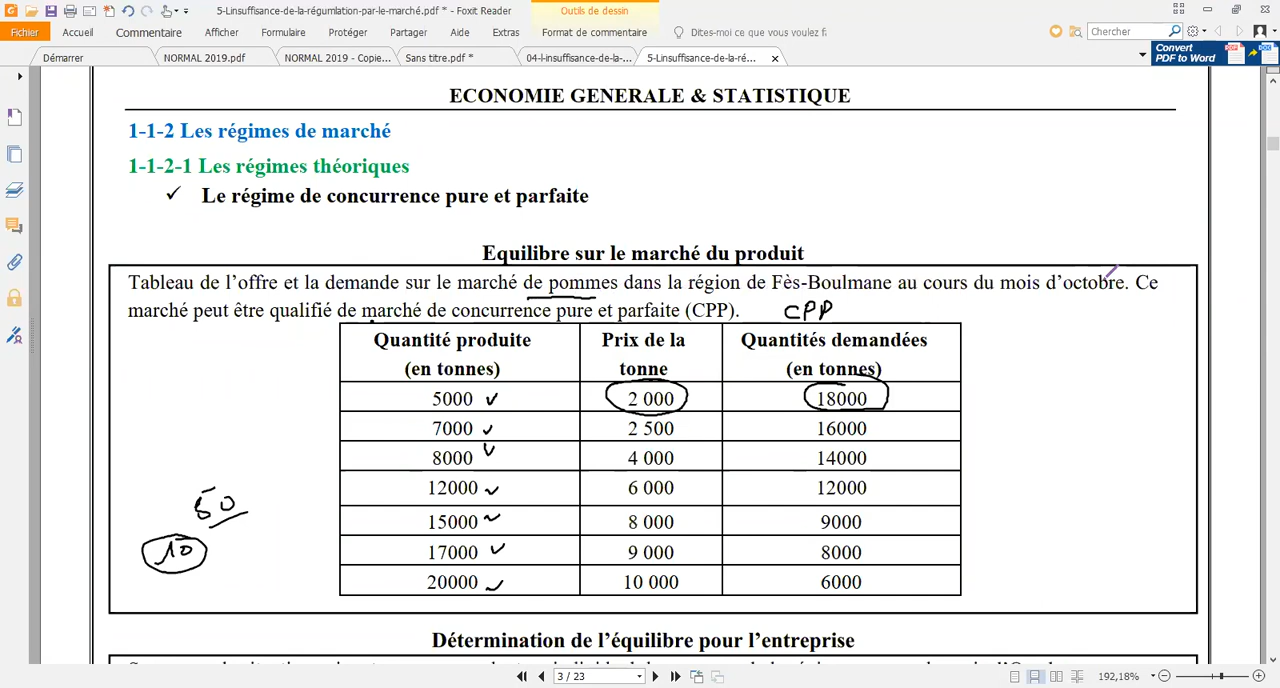 5-Linsuffisance-de-la-régumlation-par-le-marché.pdf * - Foxit Reader
Outils de dessin
Fichier Accueil Commentaire Afficher Formulaire Protéger Partager Aide Extras Format de commentaire Dites-moi ce que vous voulez fa Chercher
Démarrer NORMAL 2019.pdf NORMAL 2019 - Copie... Sans titre.pdf * 04-l-insuffisance-de-la-... 5-Linsuffisance-de-la-ré...
Convert
PDF to Word
ECONOMIE GENERALE & STATISTIQUE
1-1-2 Les régimes de marché
1-1-2-1 Les régimes théoriques
✓ Le régime de concurrence pure et parfaite
Equilibre sur le marché du produit
Tableau de l'offre et la demande sur le marché de pommes dans la région de Fès-Boulmane au cours du mois d'octobre. Ce
marché peut être qualifié de marché de concurrence pure et parfaite (CPP). CPP
Quantité produite Prix de la Quantités demandées
(en tonnes) tonne (en tonnes)
5000 2 000 18000
7000 2 500 16000
8000 4 000 14000
12000 6 000 12000
50
15000 8 000 9000
10
17000 9 000 8000
20000 10 000 6000
Détermination de l'équilibre pour l'entreprise
3 / 23 192,18%